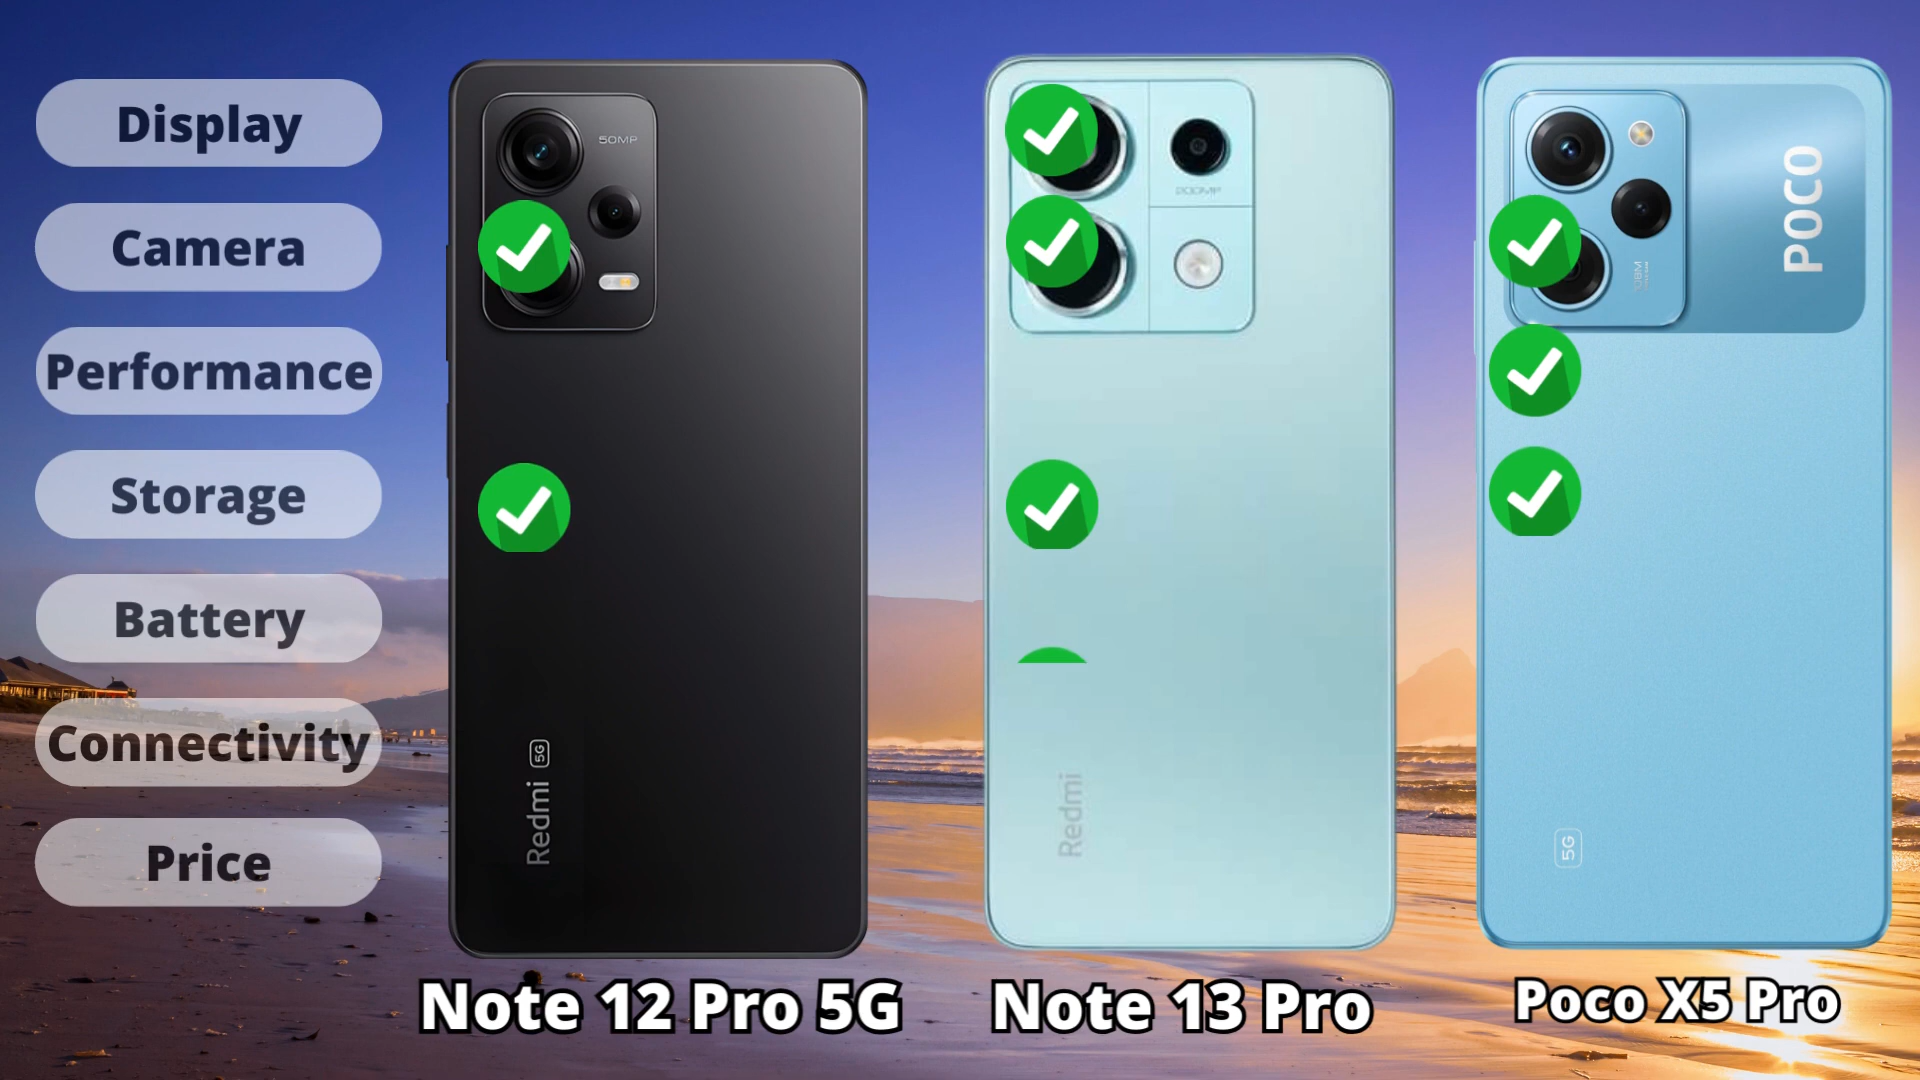 Display
Camera
Performance
Storage
Battery
Connectivity
Price
50MP
Redmi 5G
Note 12 Pro 5G
200MP
Redmi
Note 13 Pro
POCO
5G
Poco X5 Pro